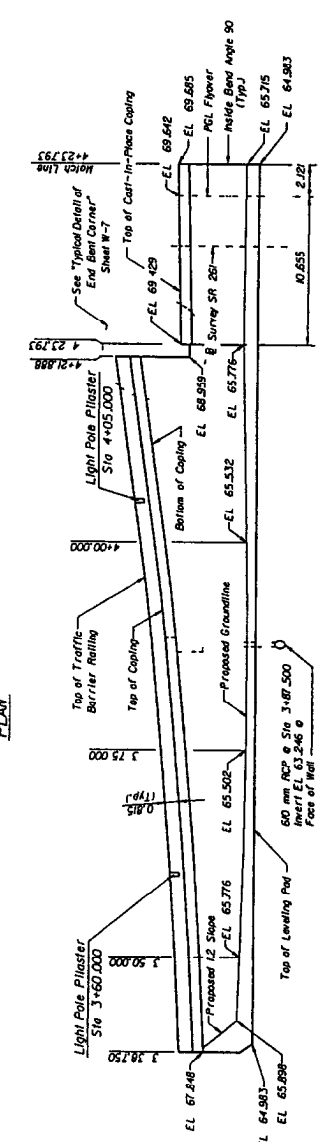 PLAN
Light Pole Pilaster
Sta 3+60.000
3 38.750
3 50.000
3 75.000
4+00.000
4+21.888
4 23.793
Match Line
4+23.793
Top of Traffic
Barrier Railing
Top of Coping
Light Pole Pilaster
Sta 4+05.000
See "Typical Detail of
End Bent Corner"
Sheet W-7
Top of Cast-In-Place Coping
EL 69.642
EL 69.685
PGL Flyover
Inside Bend Angle 90
(Typ.)
EL 69.429
Survey SR 261
EL 68.959
Bottom of Coping
0.815
(Typ.)
EL 67.848
Proposed 1:2 Slope
EL 65.776
EL 65.502
Proposed Groundline
EL 65.532
EL 65.776
EL 65.715
EL 64.983
10.655
2.121
EL 64.983
EL 65.898
Top of Leveling Pad
610 mm RCP @ Sta 3+87.500
Invert EL 63.246 @
Face of Wall